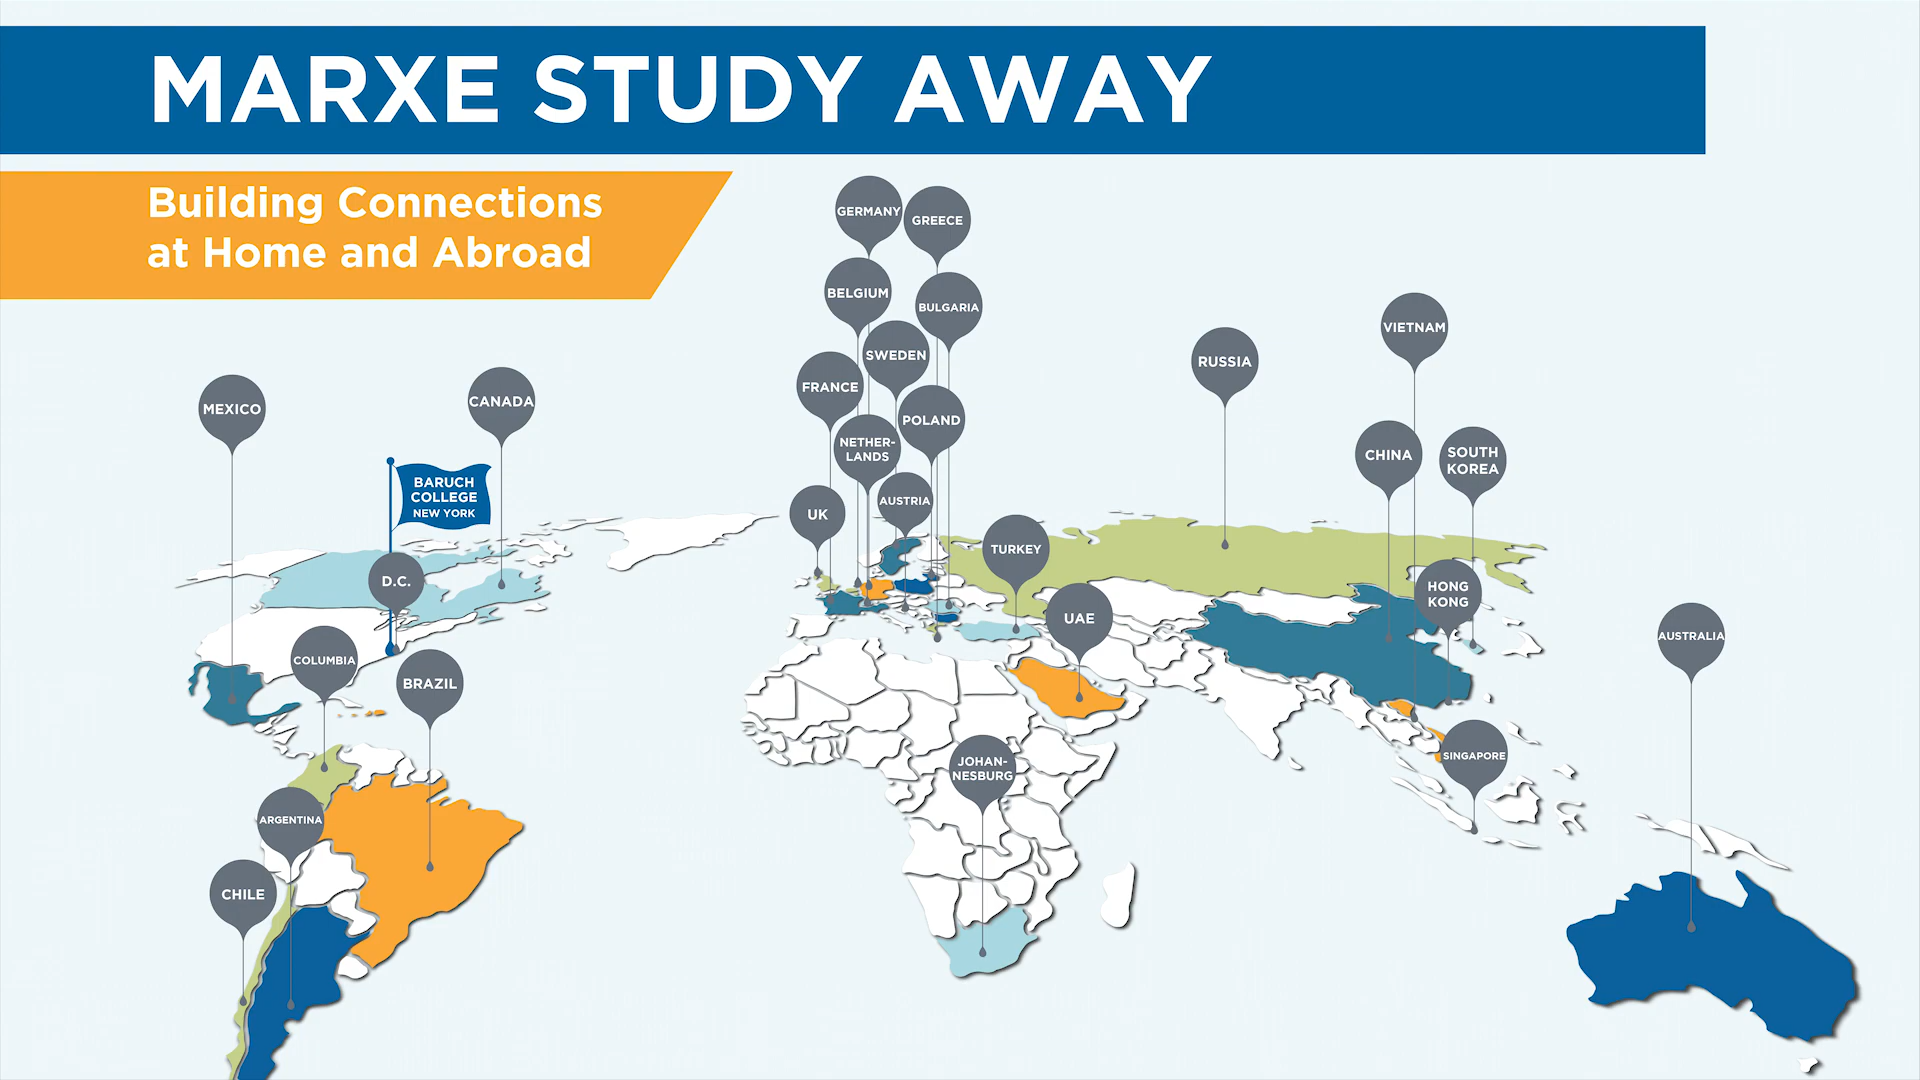 MARXE STUDY AWAY
Building Connections
at Home and Abroad
GERMANY
GREECE
BELGIUM
BULGARIA
SWEDEN
FRANCE
POLAND
NETHER-
LANDS
AUSTRIA
UK
TURKEY
UAE
RUSSIA
VIETNAM
CHINA
SOUTH
KOREA
HONG
KONG
AUSTRALIA
SINGAPORE
MEXICO
CANADA
BARUCH
COLLEGE
NEW YORK
D.C.
COLUMBIA
BRAZIL
ARGENTINA
CHILE
JOHAN-
NESBURG